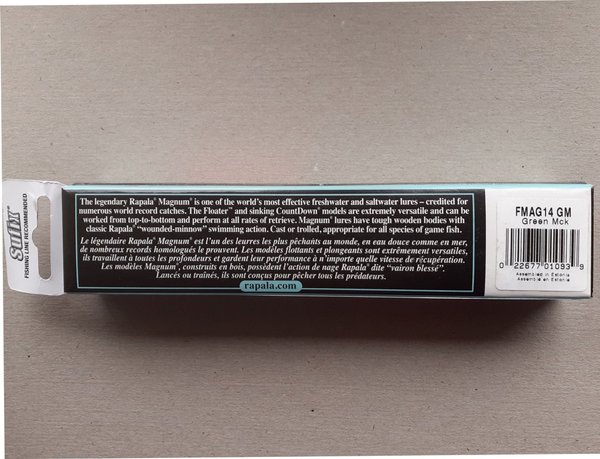 Sufix
FISHING LINE RECOMMENDED
The legendary Rapala® Magnum® is one of the world's most effective freshwater and saltwater lures – credited for
numerous world record catches. The Floater™ and sinking CountDown® models are extremely versatile and can be
worked from top-to-bottom and perform at all rates of retrieve. Magnum® lures have tough wooden bodies with
classic Rapala® “wounded-minnow” swimming action. Cast or trolled, appropriate for all species of game fish.
Le légendaire Rapala® Magnum® est l'un des leurres les plus pêchants au monde, en eau douce comme en mer,
de nombreux records homologués le prouvent. Les modèles flottants et plongeants sont extrêmement versatiles,
ils travaillent à toutes les profondeurs et gardent leur performance à n'importe quelle vitesse de récupération.
Les modèles Magnum®, construits en bois, possèdent l'action de nage Rapala® dite “vairon blessé”.
Lancés ou traînés, ils sont conçus pour pêcher tous les prédateurs.
rapala.com
FMAG14 GM
Green Mck
0 22677 01093 9
Assembled in Estonia
Assemblé en Estonie